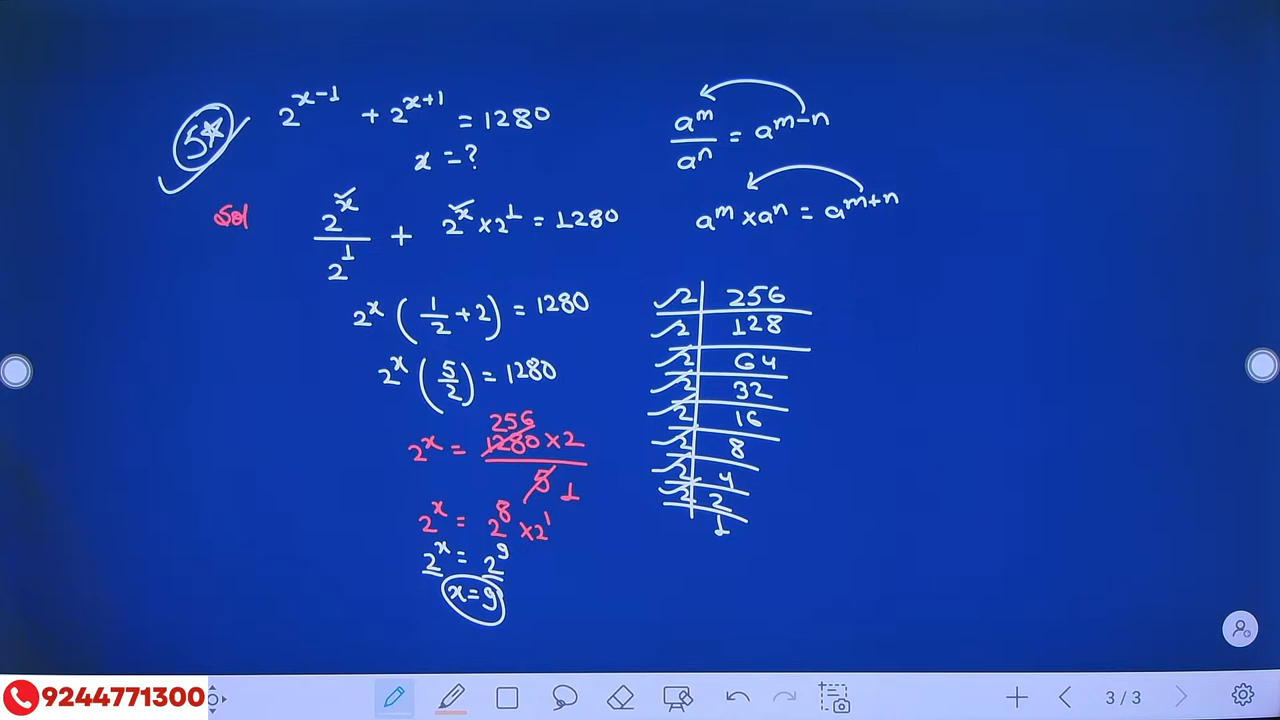 5★
2^{x-1} + 2^{x+1} = 1280
x = ?
Sol
2^x / 2^1 + 2^x × 2^1 = 1280
2^x (1/2 + 2) = 1280
2^x (5/2) = 1280
256
2^x = 1280 × 2 / 5 1
2^x = 2^8 × 2^1
2^x = 2^9
x = 9
a^m / a^n = a^{m-n}
a^m × a^n = a^{m+n}
2 | 256
2 | 128
2 | 64
2 | 32
2 | 16
2 | 8
2 | 4
2 | 2
1
9244771300
3 / 3